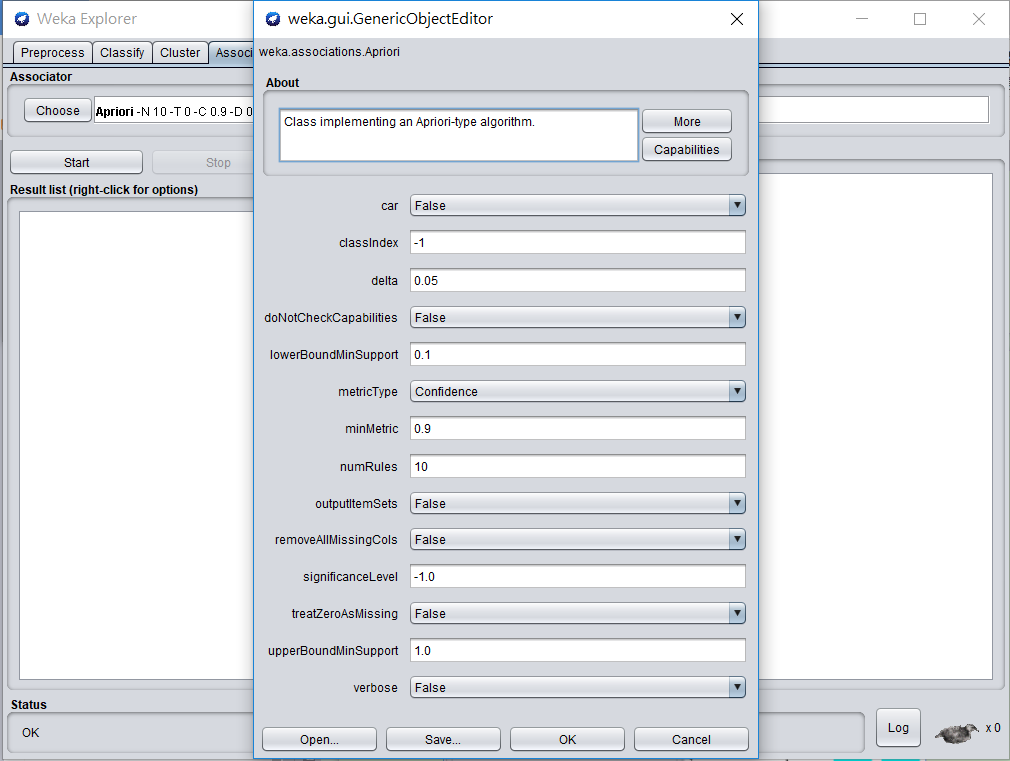 Weka Explorer
weka.gui.GenericObjectEditor
Preprocess Classify Cluster Associ
weka.associations.Apriori
Associator
About
Choose Apriori -N 10 -T 0 -C 0.9 -D 0
Class implementing an Apriori-type algorithm.
More
Capabilities
Start Stop
Result list (right-click for options)
car False
classIndex -1
delta 0.05
doNotCheckCapabilities False
lowerBoundMinSupport 0.1
metricType Confidence
minMetric 0.9
numRules 10
outputItemSets False
removeAllMissingCols False
significanceLevel -1.0
treatZeroAsMissing False
upperBoundMinSupport 1.0
verbose False
Status
OK
Open... Save... OK Cancel
Log x 0